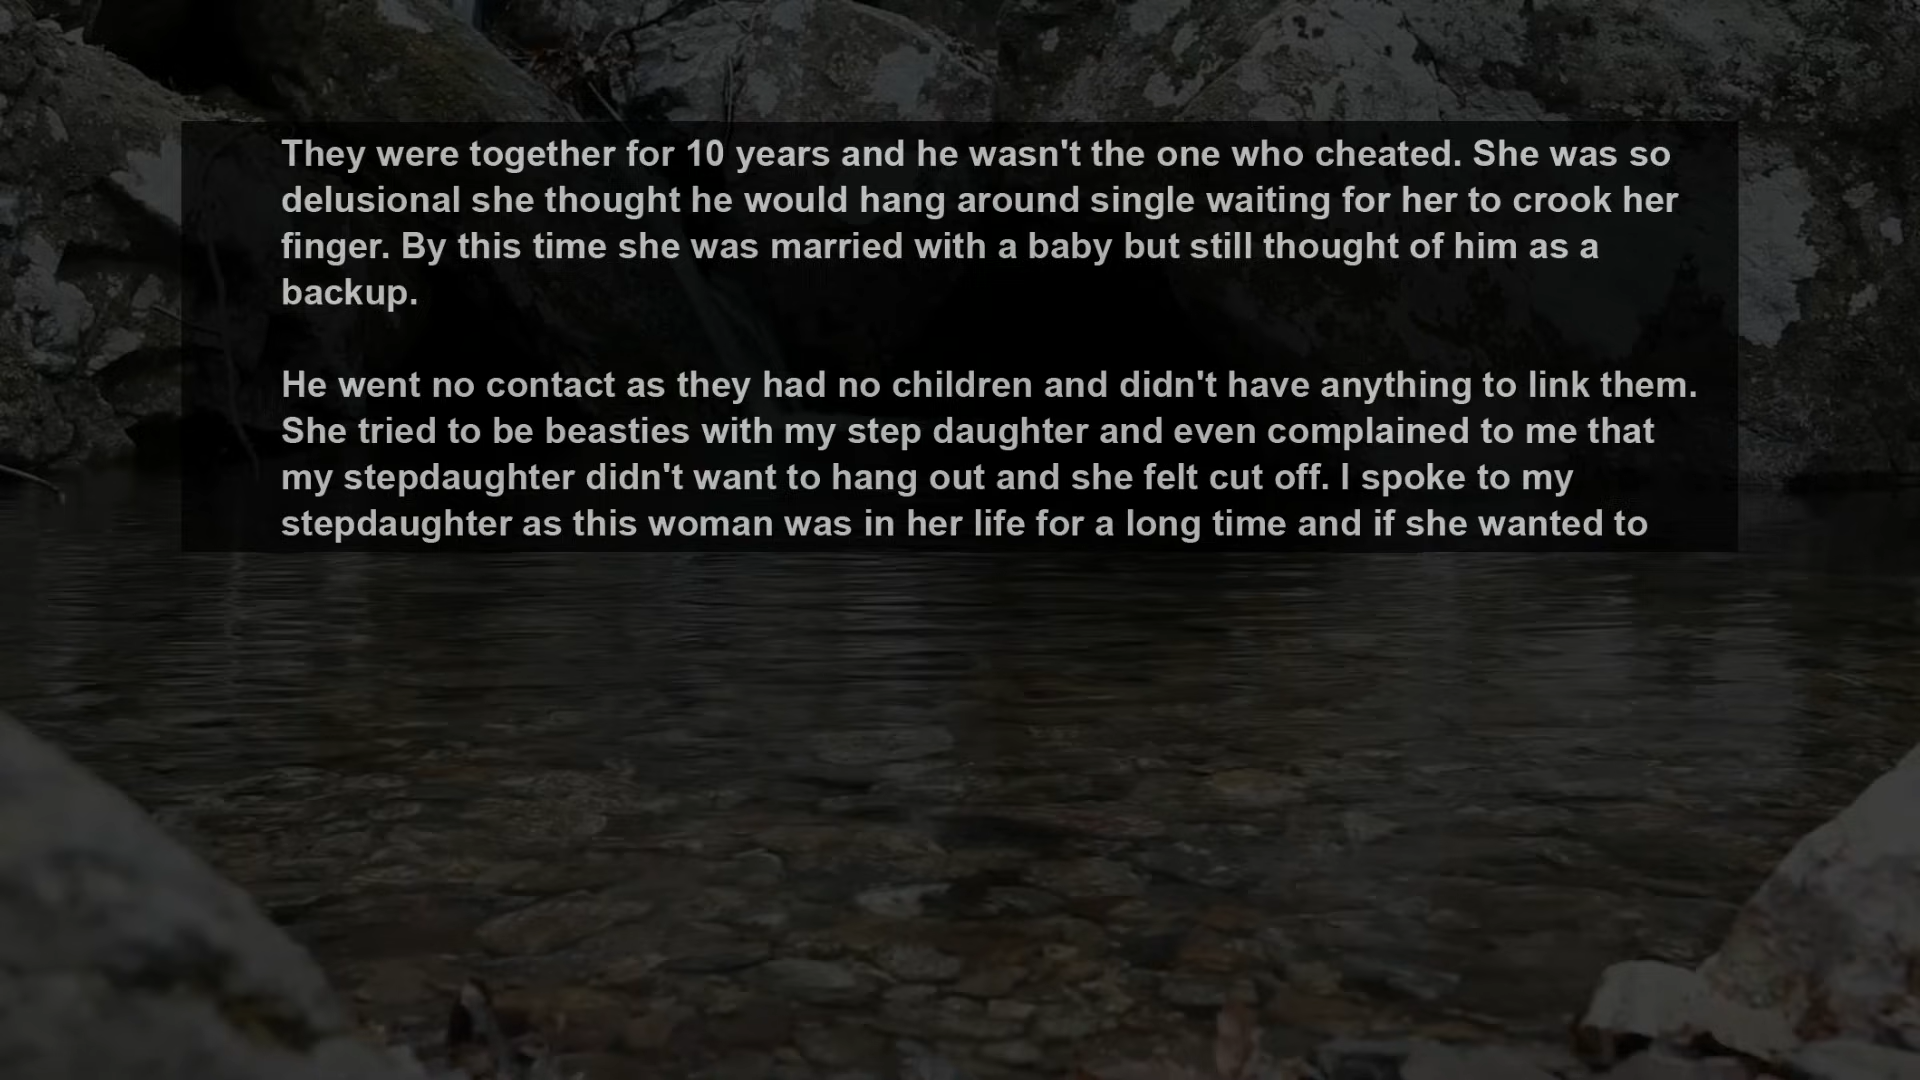 They were together for 10 years and he wasn't the one who cheated. She was so
delusional she thought he would hang around single waiting for her to crook her
finger. By this time she was married with a baby but still thought of him as a
backup.
He went no contact as they had no children and didn't have anything to link them.
She tried to be beasties with my step daughter and even complained to me that
my stepdaughter didn't want to hang out and she felt cut off. I spoke to my
stepdaughter as this woman was in her life for a long time and if she wanted to